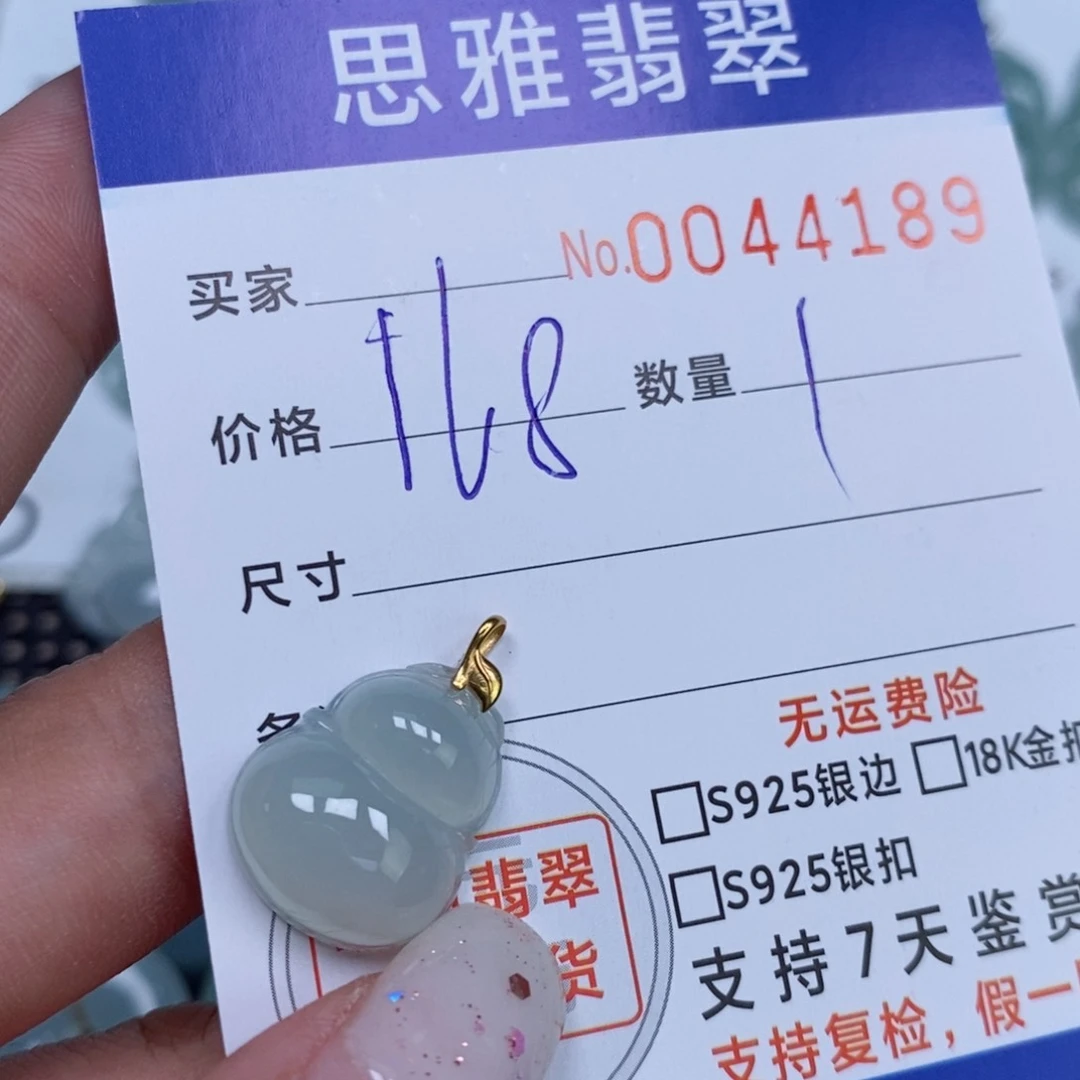 思雅翡翠
买家 No.0044189
价格 168 数量 1
尺寸
无运费险
□S925银边 □18K金扣
□S925银扣
翡翠
货
支持7天鉴赏
支持复检，假一